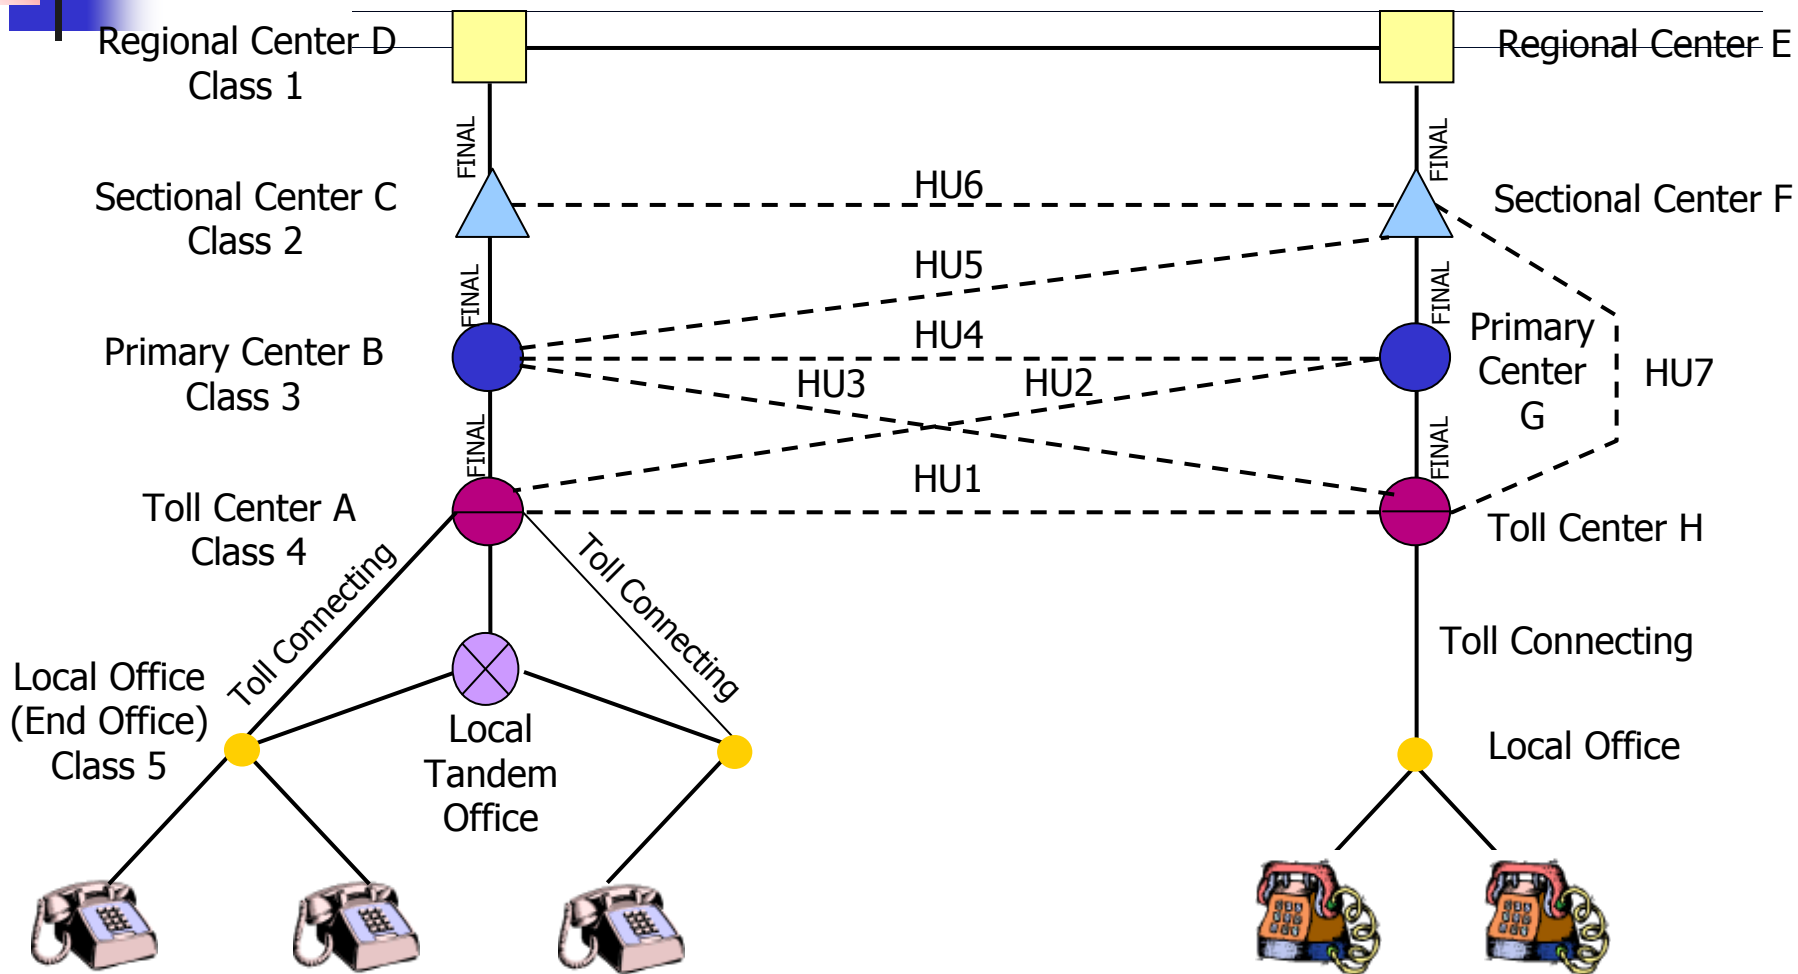 Regional Center D
Class 1
Regional Center E
FINAL
FINAL
Sectional Center C
Class 2
HU6
Sectional Center F
HU5
FINAL
FINAL
Primary Center B
Class 3
HU4
HU3
HU2
Primary
Center
G
HU7
FINAL
FINAL
Toll Center A
Class 4
HU1
Toll Center H
Toll Connecting
Toll Connecting
Toll Connecting
Local Office
(End Office)
Class 5
Local
Tandem
Office
Local Office